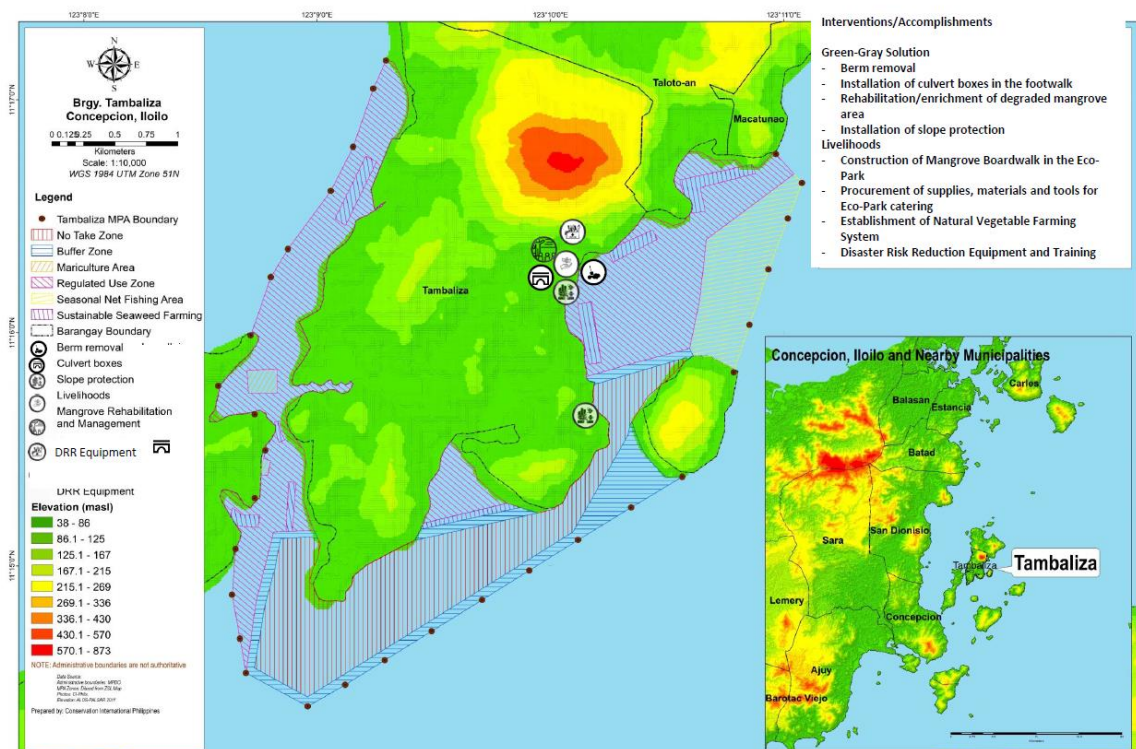 123°8'0"E
123°9'0"E
123°10'0"E
123°11'0"E
11°17'0"N
11°16'0"N
11°15'0"N
N
W E
S
Brgy. Tambaliza
Concepcion, Iloilo
0 0.125 0.25 0.5 0.75 1
Kilometers
Scale: 1:10,000
WGS 1984 UTM Zone 51N
Legend
Tambaliza MPA Boundary
No Take Zone
Buffer Zone
Mariculture Area
Regulated Use Zone
Seasonal Net Fishing Area
Sustainable Seaweed Farming
Barangay Boundary
Berm removal
Culvert boxes
Slope protection
Livelihoods
Mangrove Rehabilitation
and Management
DRR Equipment
DRR Equipment
Elevation (masl)
38 - 86
86.1 - 125
125.1 - 167
167.1 - 215
215.1 - 269
269.1 - 336
336.1 - 430
430.1 - 570
570.1 - 873
NOTE: Administrative boundaries are not authoritative
Data Source:
Prepared by: Conservation International Philippines
Taloto-an
Macatunao
Tambaliza
Interventions/Accomplishments
Green-Gray Solution
- Berm removal
- Installation of culvert boxes in the footwalk
- Rehabilitation/enrichment of degraded mangrove
area
- Installation of slope protection
Livelihoods
- Construction of Mangrove Boardwalk in the Eco-
Park
- Procurement of supplies, materials and tools for
Eco-Park catering
- Establishment of Natural Vegetable Farming
System
- Disaster Risk Reduction Equipment and Training
Concepcion, Iloilo and Nearby Municipalities
Carles
Balasan
Estancia
Batad
San Dionisio
Sara
Tambaliza
Tambaliza
Lemery
Concepcion
Ajuy
Barotac Viejo